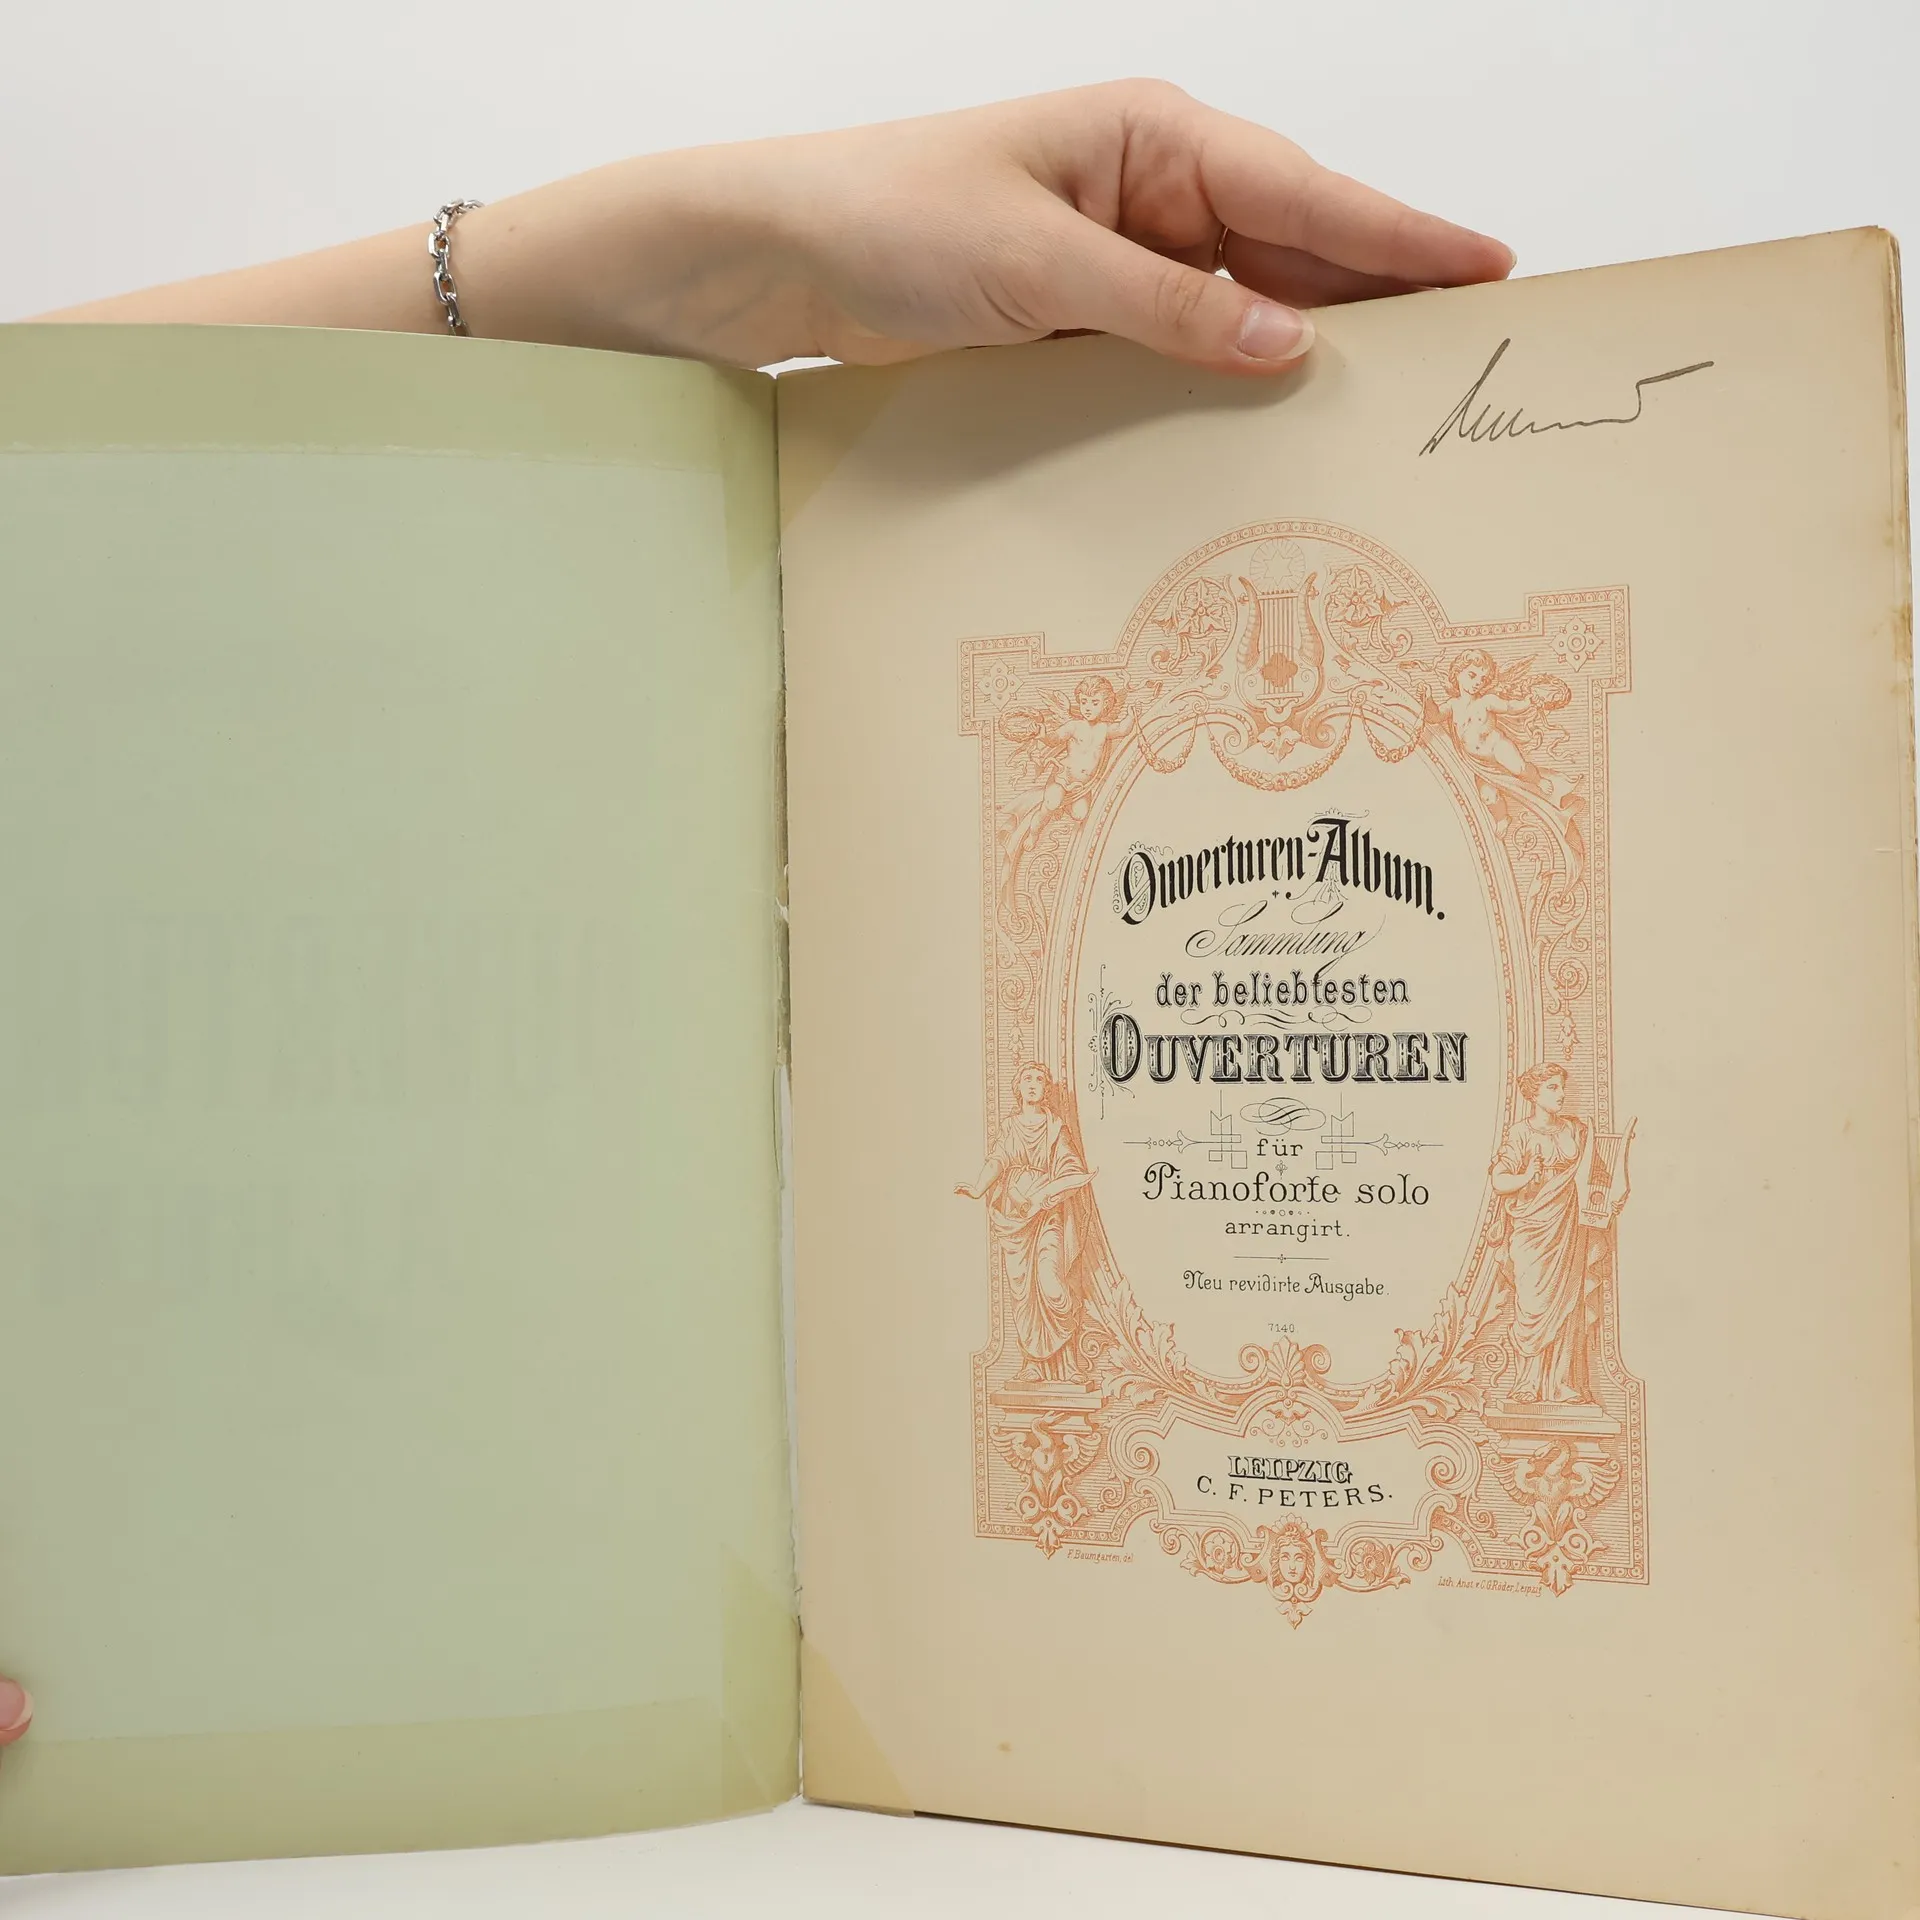 Ouverturen-Album.
Sammlung
der beliebtesten
OUVERTUREN
für
Pianoforte solo
arrangirt.
Neu revidirte Ausgabe.
7140.
LEIPZIG
C. F. PETERS.
F. Baumgarten, del.
Lith. Anst. v. C.G. Röder, Leipzig